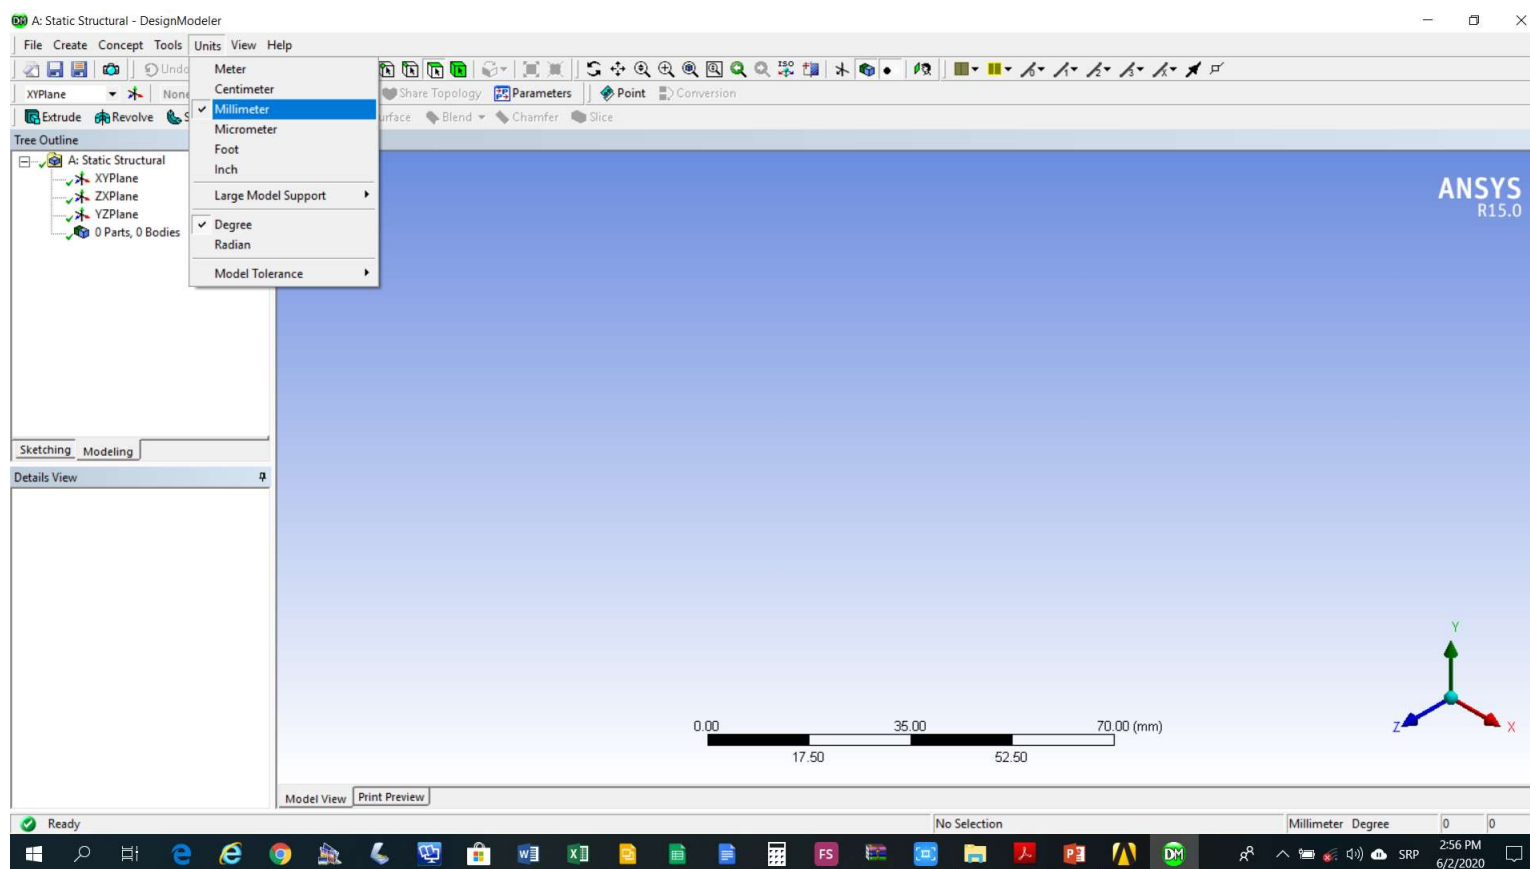 A: Static Structural - DesignModeler
File Create Concept Tools Units View Help
Undo
XYPlane None Share Topology Parameters Point Conversion
Extrude Revolve Blend Chamfer Slice
Meter
Centimeter
Millimeter
Micrometer
Foot
Inch
Large Model Support
Degree
Radian
Model Tolerance
Tree Outline
A: Static Structural
XYPlane
ZXPlane
YZPlane
0 Parts, 0 Bodies
Sketching Modeling
Details View
ANSYS
R15.0
Y
Z X
0.00 35.00 70.00 (mm)
17.50 52.50
Model View Print Preview
Ready No Selection Millimeter Degree 0 0
SRP 2:56 PM
6/2/2020